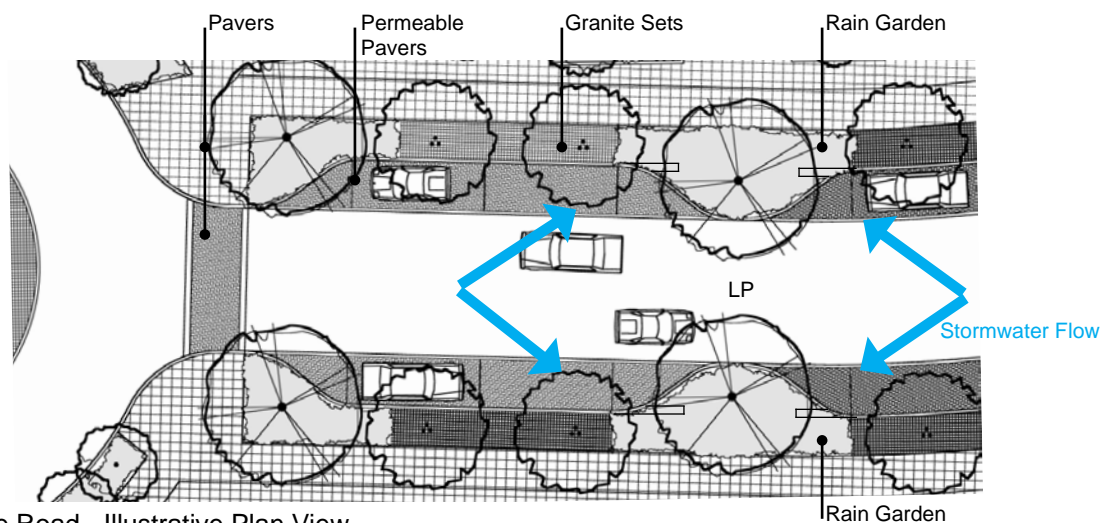 Pavers
Permeable
Pavers
Granite Sets
Rain Garden
LP
Stormwater Flow
Rain Garden
Road - Illustrative Plan View